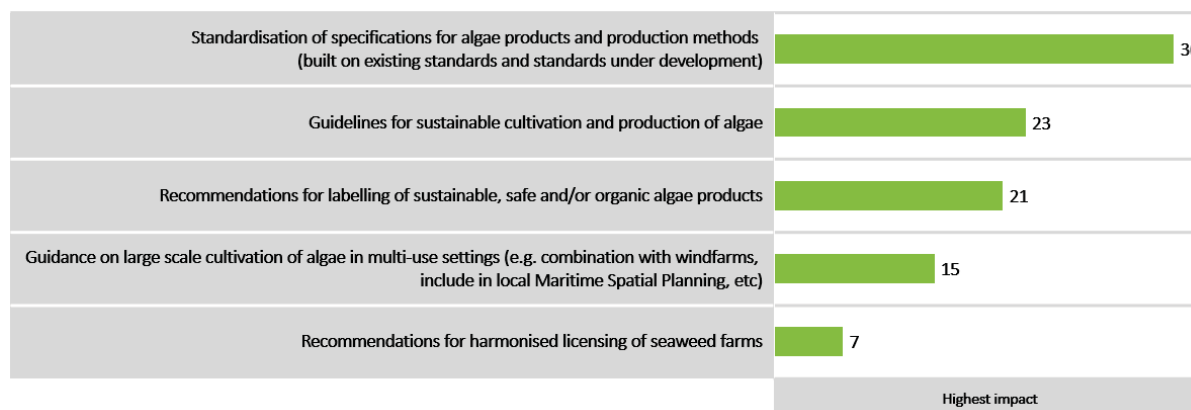 Standardisation of specifications for algae products and production methods
(built on existing standards and standards under development)
Guidelines for sustainable cultivation and production of algae
23
Recommendations for labelling of sustainable, safe and/or organic algae products
21
Guidance on large scale cultivation of algae in multi-use settings (e.g. combination with windfarms,
include in local Maritime Spatial Planning, etc)
15
Recommendations for harmonised licensing of seaweed farms
7
Highest impact